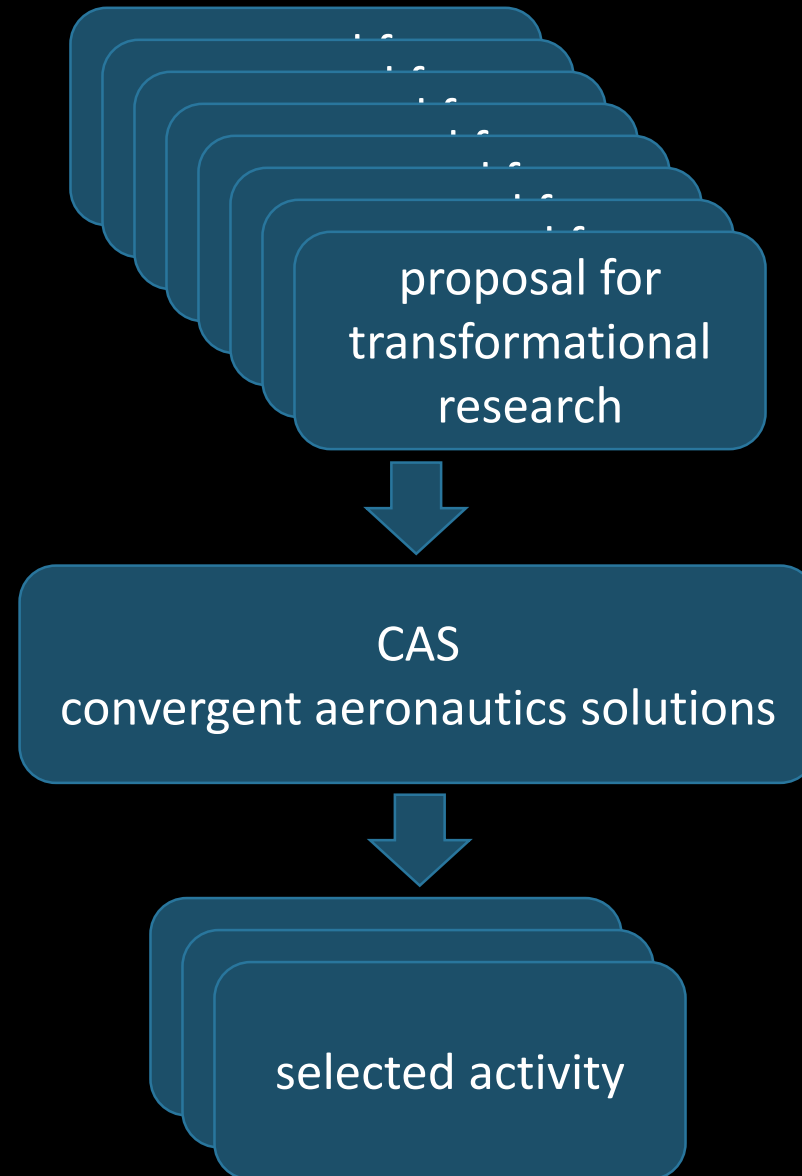 proposal for
transformational
research
CAS
convergent aeronautics solutions
selected activity